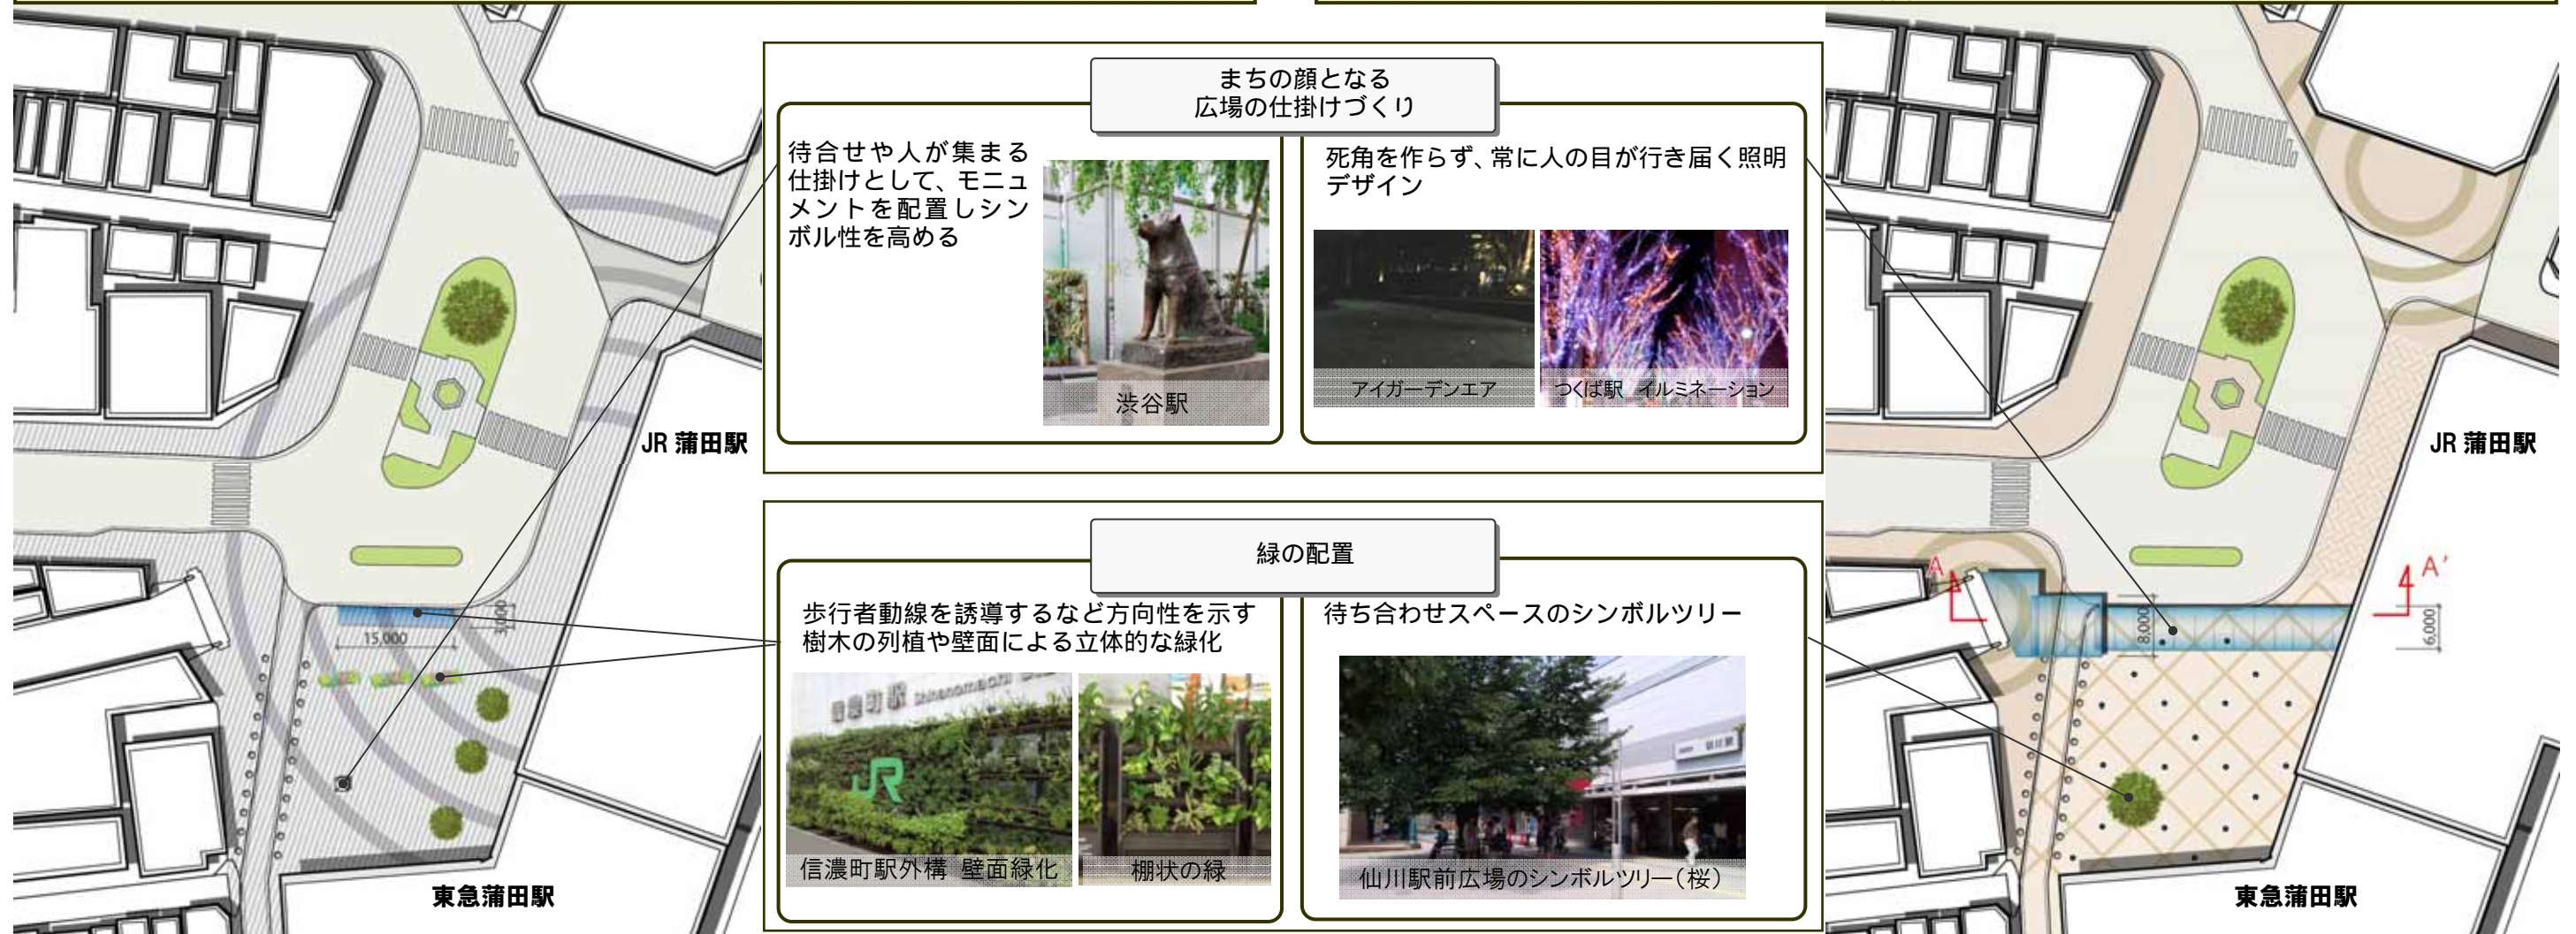 まちの顔となる
広場の仕掛けづくり
待合せや人が集まる
仕掛けとして、モニュ
メントを配置しシン
ボル性を高める
渋谷駅
死角を作らず、常に人の目が行き届く照明
デザイン
アイガーデンエア
つくば駅 イルミネーション
緑の配置
歩行者動線を誘導するなど方向性を示す
樹木の列植や壁面による立体的な緑化
信濃町駅 Shinanomachi
JR
信濃町駅外構 壁面緑化
棚状の緑
待ち合わせスペースのシンボルツリー
仙川駅前広場のシンボルツリー（桜）
JR 蒲田駅
15,000
3,000
東急蒲田駅
JR 蒲田駅
A
A'
8,000
6,000
東急蒲田駅